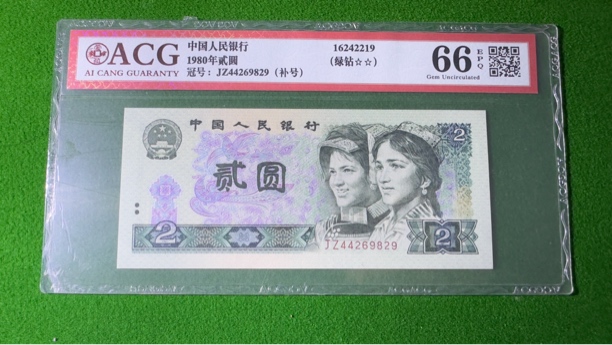 ACG
AI CANG GUARANTY
中国人民银行
1980年贰圆
冠号：JZ44269829（补号）
16242219
（绿钻☆☆）
66
EPQ
Gem Uncirculated
中国人民银行
贰圆
2
2
2
JZ44269829